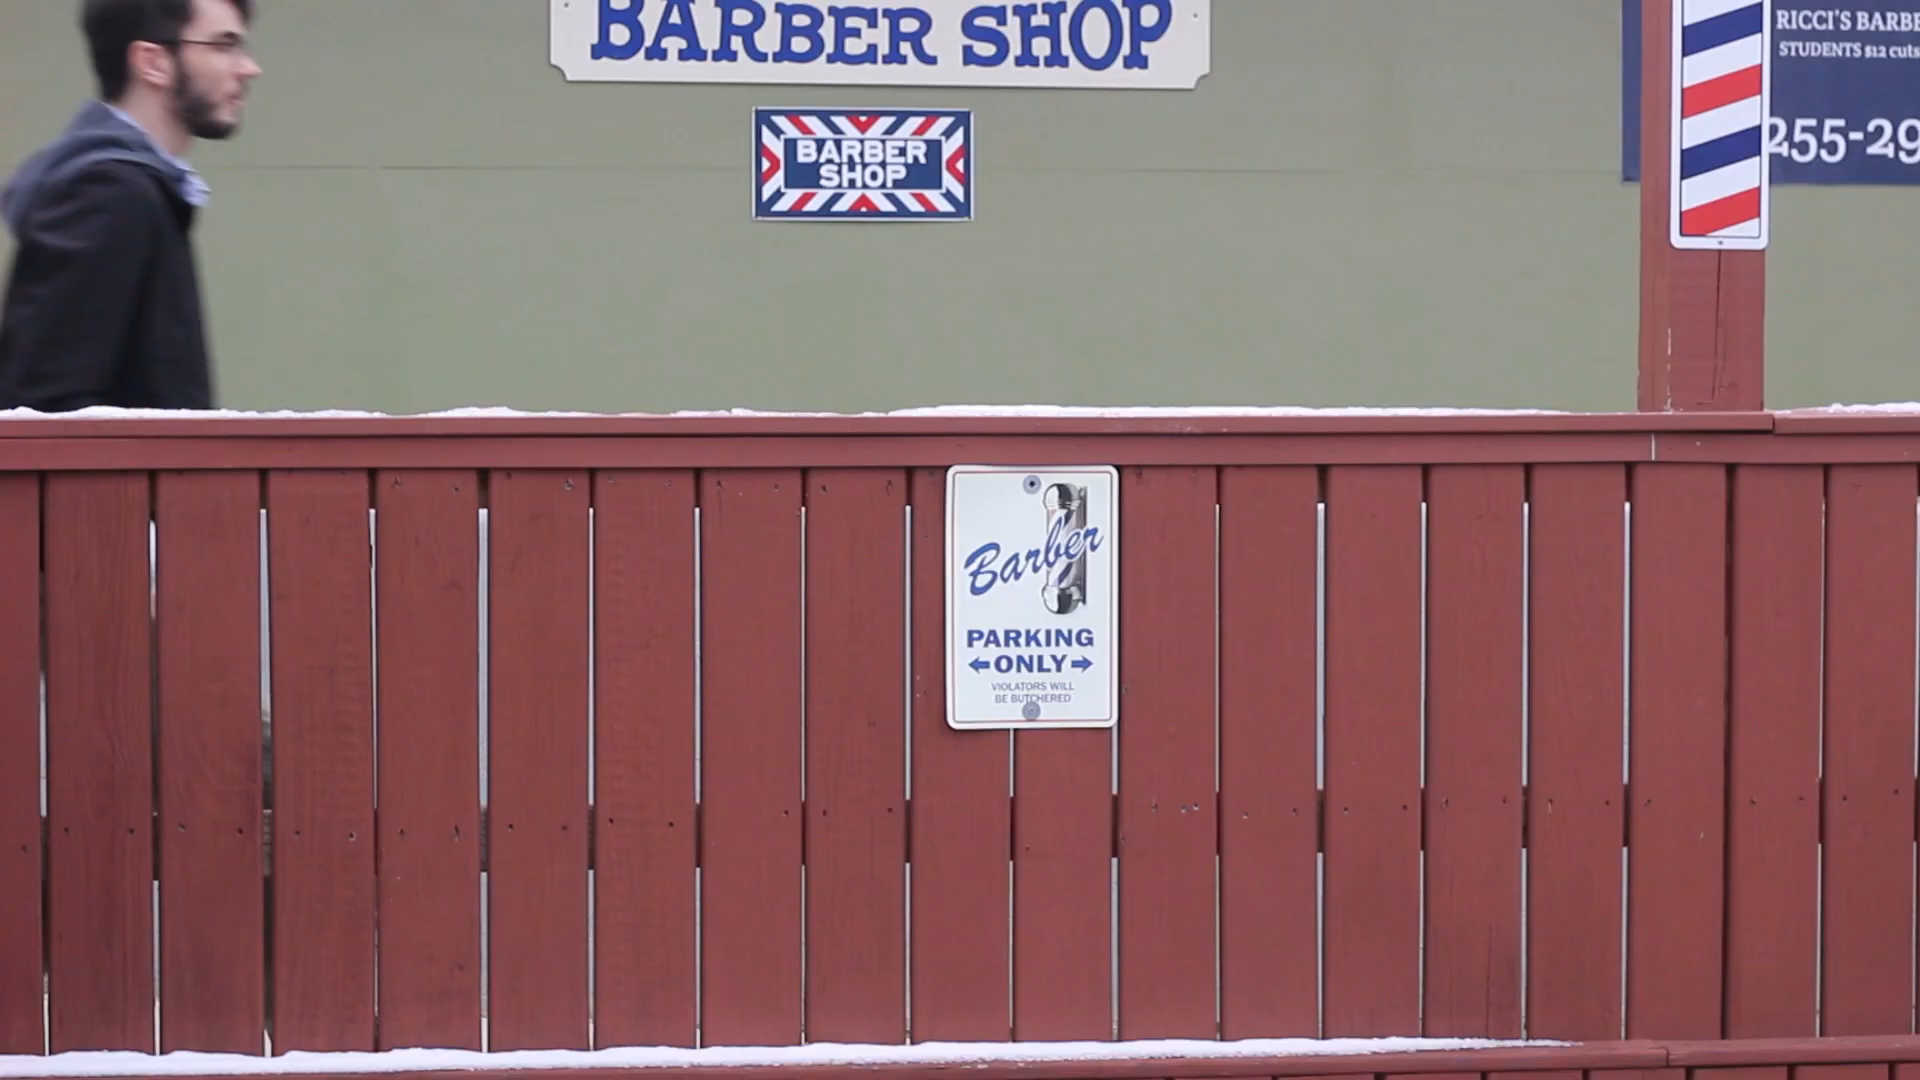 BARBER SHOP
BARBER
SHOP
RICCI'S BARBE
STUDENTS $12 cuts
255-29
Barber
PARKING
←ONLY→
VIOLATORS WILL
BE BUTCHERED